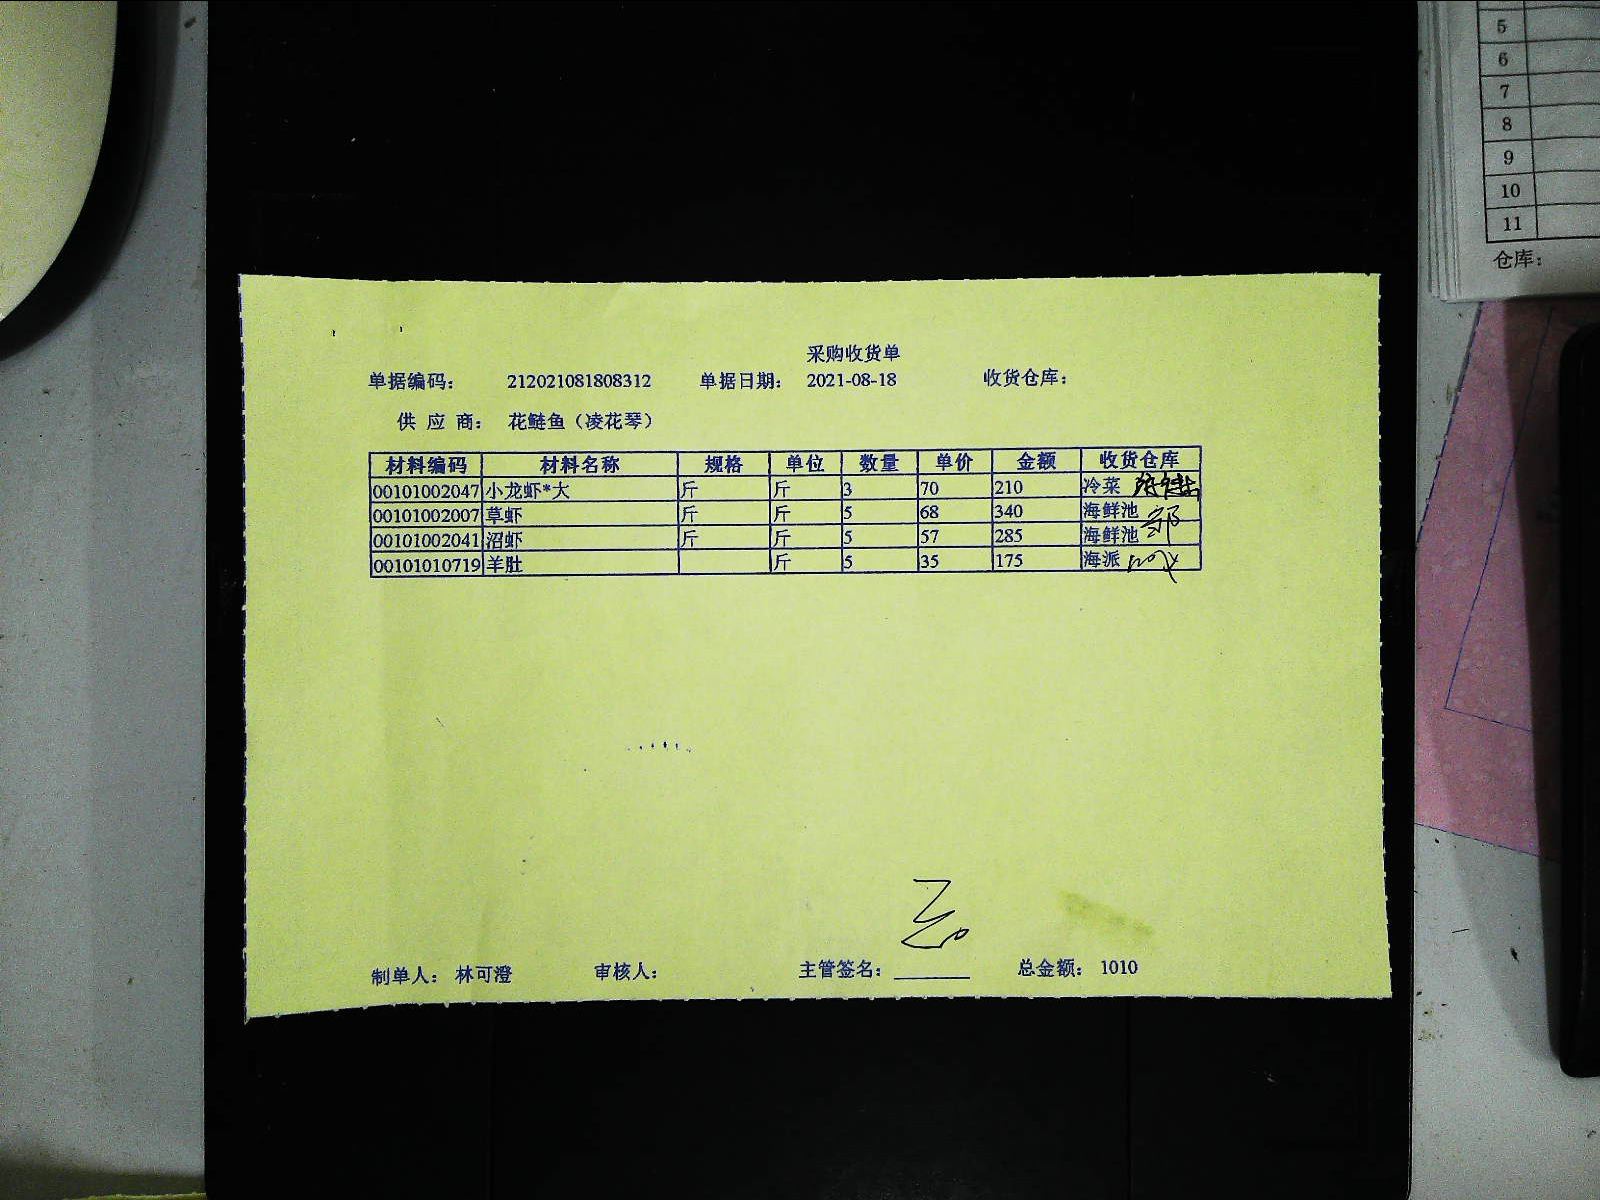 采购收货单
单据编码： 212021081808312 单据日期： 2021-08-18 收货仓库：
供 应 商： 花鲢鱼（凌花琴）
材料编码 材料名称 规格 单位 数量 单价 金额 收货仓库
00101002047 小龙虾*大 斤 斤 3 70 210 冷菜
00101002007 草虾 斤 斤 5 68 340 海鲜池
00101002041 沼虾 斤 斤 5 57 285 海鲜池
00101010719 羊肚 斤 5 35 175 海派
制单人： 林可澄 审核人： 主管签名： 总金额： 1010
5
6
7
8
9
10
11
仓库：